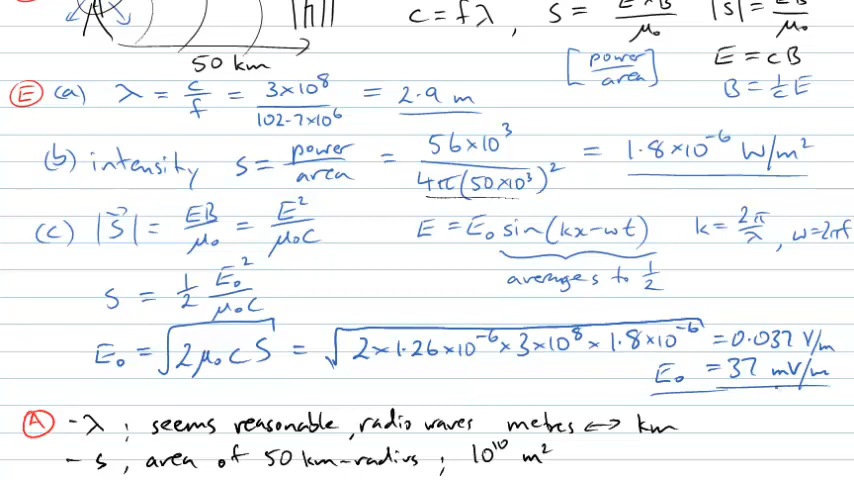 c = fλ , S = E×B/μ₀ |S| = EB/μ₀
50 km
[power/area]
E = cB
B = 1/c E
Ⓔ (a) λ = c/f = 3×10⁸/102·7×10⁶ = 2·9 m
(b) intensity S = power/area = 56×10³/4π(50×10³)² = 1·8×10⁻⁶ W/m²
(c) |S⃗| = EB/μ₀ = E²/μ₀c E = E₀ sin(kx-ωt) k = 2π/λ , ω=2πf
averages to 1/2
S = 1/2 E₀²/μ₀c
E₀ = √2μ₀cS = √2×1·26×10⁻⁶×3×10⁸×1·8×10⁻⁶ = 0·037 V/m
E₀ = 37 mV/m
Ⓐ - λ ; seems reasonable, radio waves metres ↔ km
- S , area of 50 km-radius ; 10¹⁰ m²